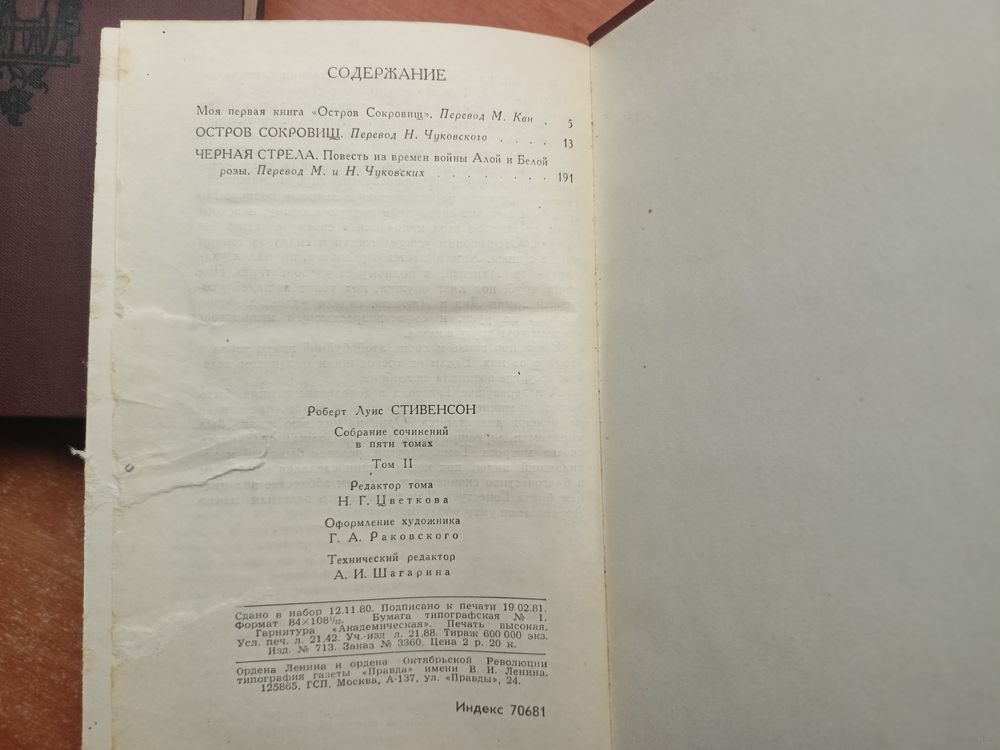 СОДЕРЖАНИЕ
Моя первая книга «Остров Сокровищ». Перевод М. Кан . 5
ОСТРОВ СОКРОВИЩ. Перевод Н. Чуковского . . . . 13
ЧЕРНАЯ СТРЕЛА. Повесть из времен войны Алой и Белой
розы. Перевод М. и Н. Чуковских . . . . . . . . 191
Роберт Луис СТИВЕНСОН
Собрание сочинений
в пяти томах
Том II
Редактор тома
Н. Г. Цветкова
Оформление художника
Г. А. Раковского
Технический редактор
А. И. Шагарина
Сдано в набор 12.11.80. Подписано к печати 19.02.81.
Формат 84×108¹/₃₂. Бумага типографская № 1.
Гарнитура «Академическая». Печать высокая.
Усл. печ. л. 21,42. Уч.-изд л. 21,88. Тираж 600 000 экз.
Изд. № 713. Заказ № 3360. Цена 2 р. 20 к.
Ордена Ленина и ордена Октябрьской Революции
типография газеты «Правда» имени В. И. Ленина.
125865, ГСП, Москва, А-137, ул. «Правды», 24.
Индекс 70681